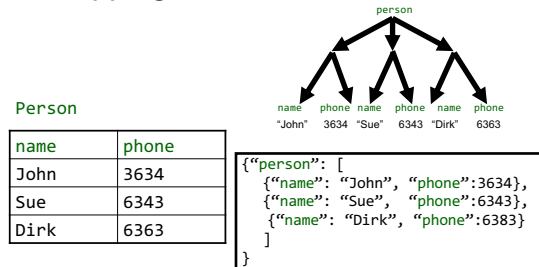 person
name phone name phone name phone
“John” 3634 “Sue” 6343 “Dirk” 6363
Person
name phone
John 3634
Sue 6343
Dirk 6363
{“person”: [
{“name”: “John”, “phone”:3634},
{“name”: “Sue”, “phone”:6343},
{“name”: “Dirk”, “phone”:6383}
]
}